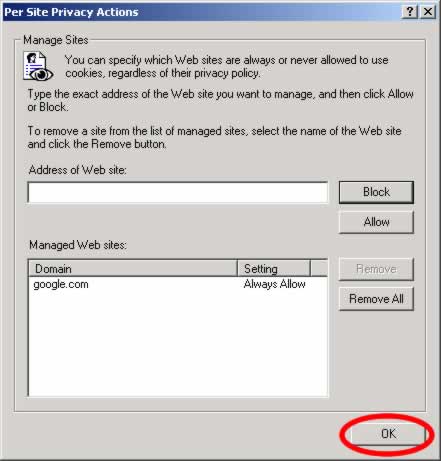 Per Site Privacy Actions
Manage Sites
You can specify which Web sites are always or never allowed to use
cookies, regardless of their privacy policy.
Type the exact address of the Web site you want to manage, and then click Allow
or Block.
To remove a site from the list of managed sites, select the name of the Web site
and click the Remove button.
Address of Web site:
Block
Allow
Managed Web sites:
Domain Setting
google.com Always Allow
Remove
Remove All
OK